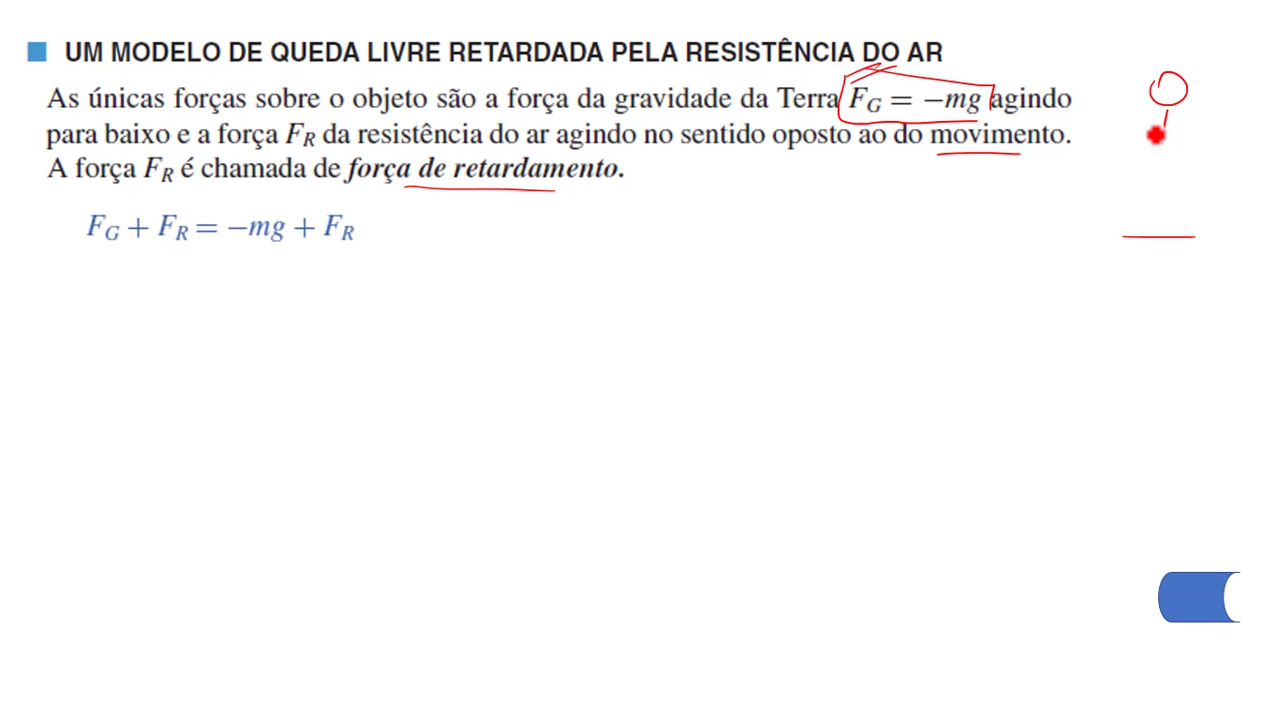 UM MODELO DE QUEDA LIVRE RETARDADA PELA RESISTÊNCIA DO AR
As únicas forças sobre o objeto são a força da gravidade da Terra F_G = −mg agindo
para baixo e a força F_R da resistência do ar agindo no sentido oposto ao do movimento.
A força F_R é chamada de força de retardamento.
F_G + F_R = −mg + F_R